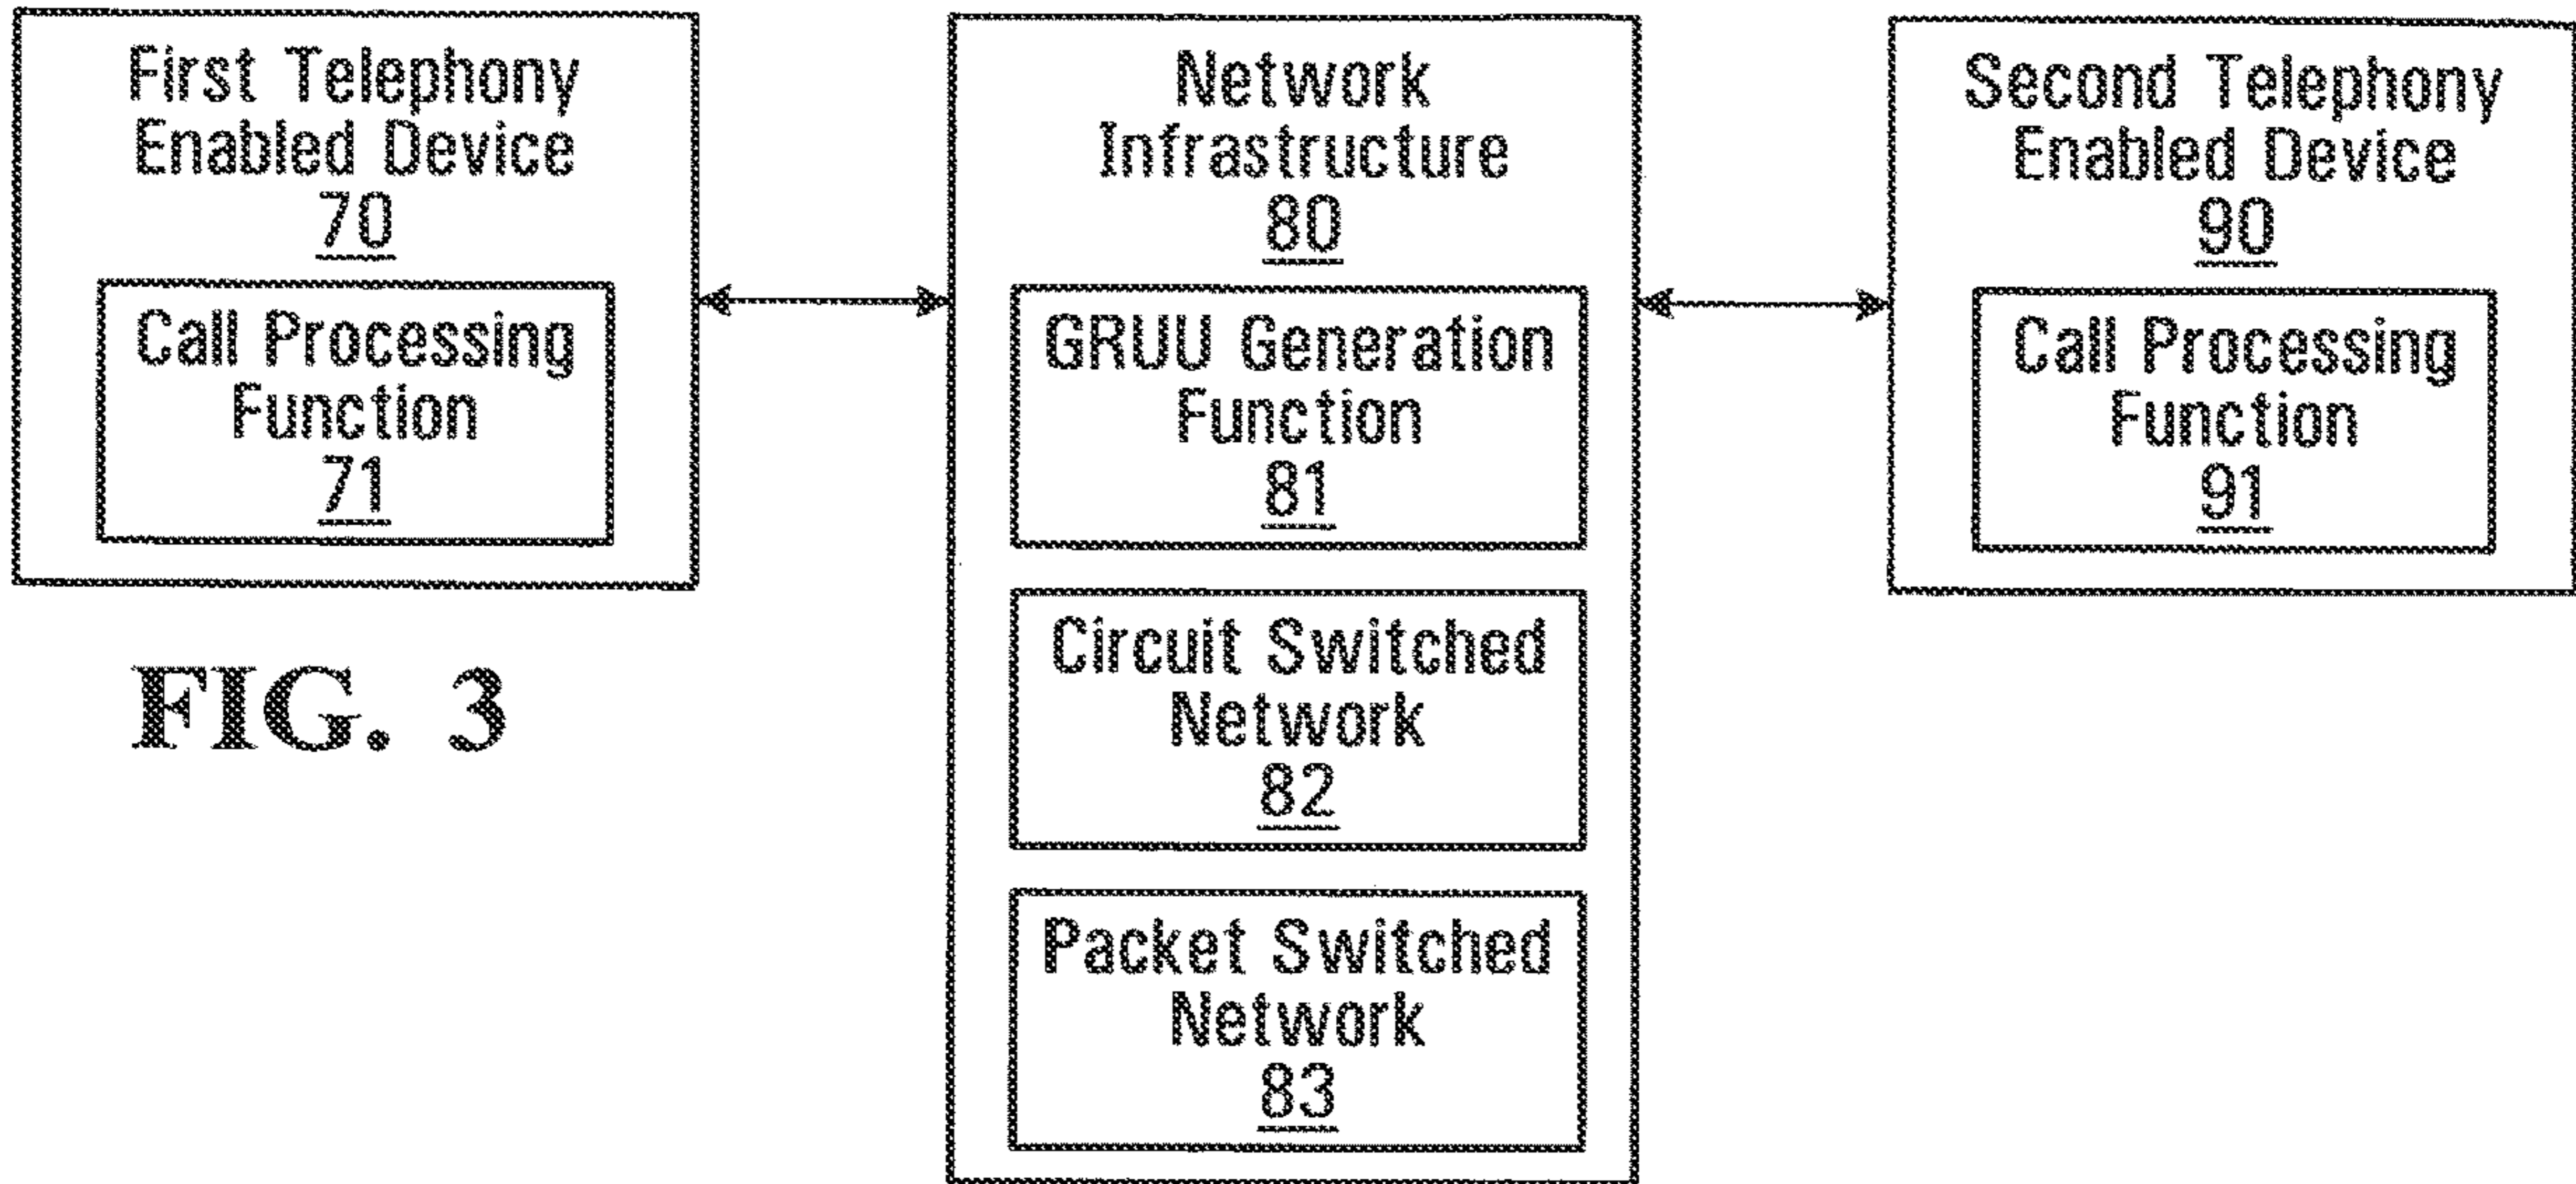 First Telephony
Enabled Device
70
Call Processing
Function
71
Network
Infrastructure
80
GRUU Generation
Function
81
Circuit Switched
Network
82
Packet Switched
Network
83
Second Telephony
Enabled Device
90
Call Processing
Function
91
FIG. 3